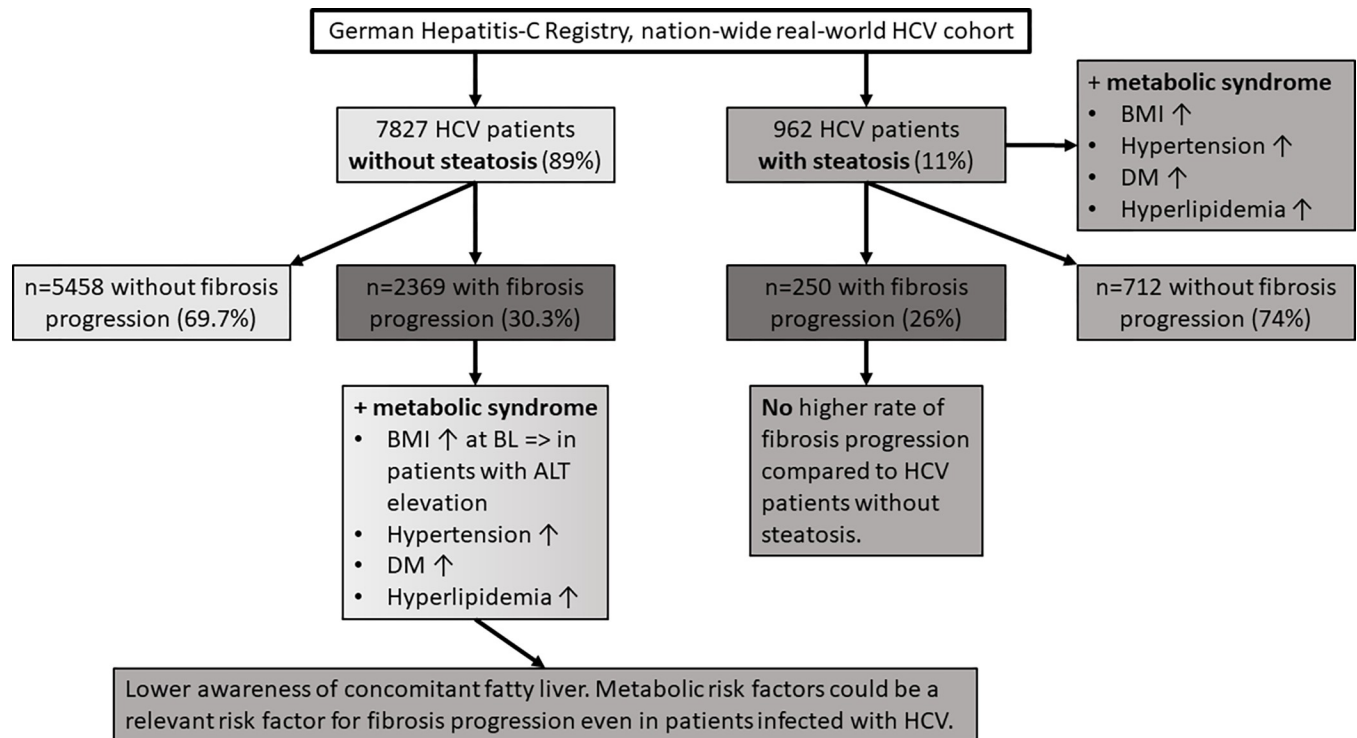 German Hepatitis-C Registry, nation-wide real-world HCV cohort
7827 HCV patients
without steatosis (89%)
962 HCV patients
with steatosis (11%)
+ metabolic syndrome
• BMI ↑
• Hypertension ↑
• DM ↑
• Hyperlipidemia ↑
n=5458 without fibrosis
progression (69.7%)
n=2369 with fibrosis
progression (30.3%)
n=250 with fibrosis
progression (26%)
n=712 without fibrosis
progression (74%)
+ metabolic syndrome
• BMI ↑ at BL => in
patients with ALT
elevation
• Hypertension ↑
• DM ↑
• Hyperlipidemia ↑
No higher rate of
fibrosis progression
compared to HCV
patients without
steatosis.
Lower awareness of concomitant fatty liver. Metabolic risk factors could be a
relevant risk factor for fibrosis progression even in patients infected with HCV.